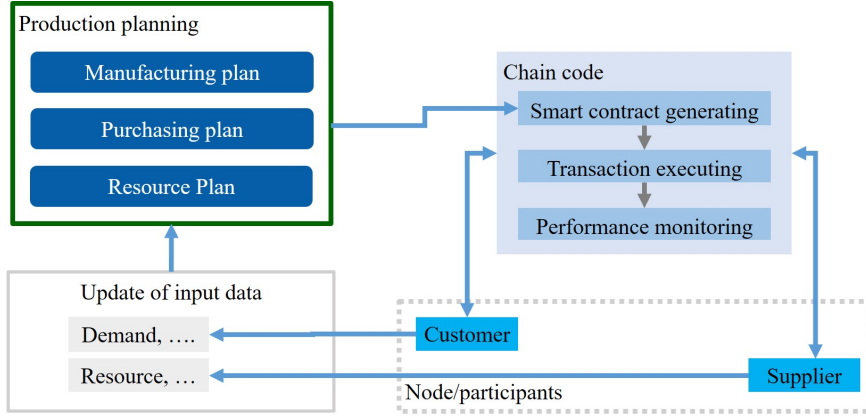 Production planning
Manufacturing plan
Purchasing plan
Resource Plan
Chain code
Smart contract generating
Transaction executing
Performance monitoring
Update of input data
Demand, ….
Resource, …
Customer
Supplier
Node/participants